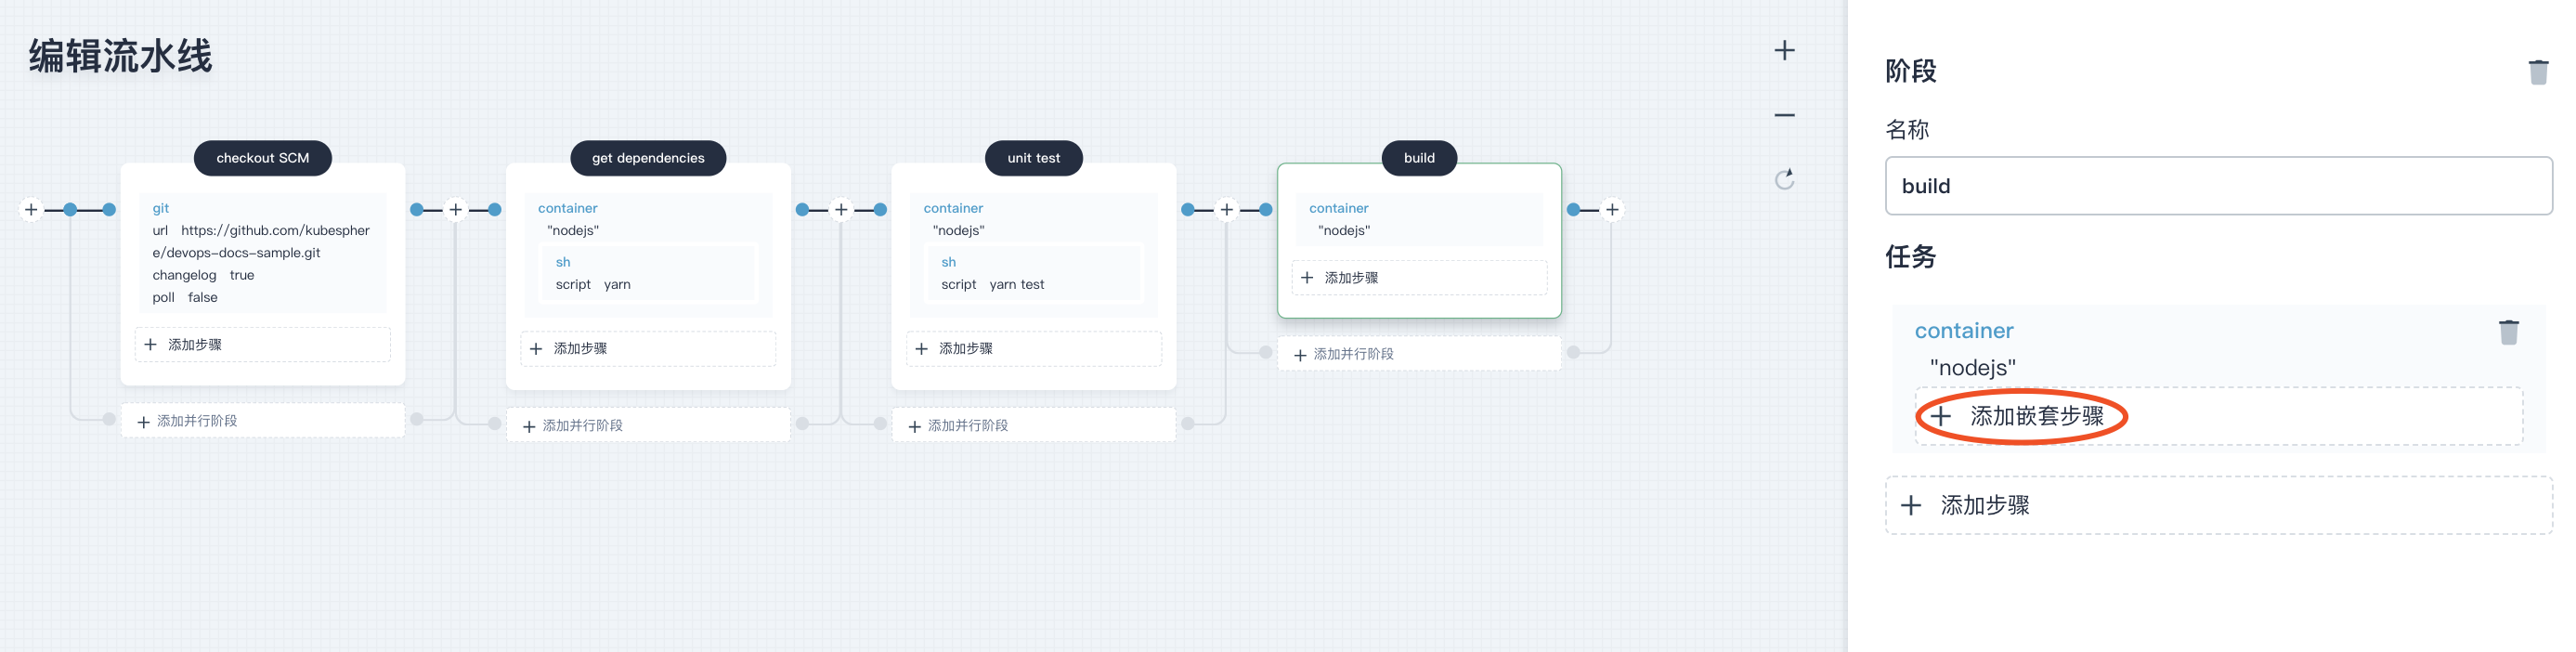 编辑流水线
checkout SCM
git
url https://github.com/kubespher
e/devops-docs-sample.git
changelog true
poll false
添加步骤
添加并行阶段
get dependencies
container
"nodejs"
sh
script yarn
添加步骤
添加并行阶段
unit test
container
"nodejs"
sh
script yarn test
添加步骤
添加并行阶段
build
container
"nodejs"
添加步骤
添加并行阶段
阶段
名称
build
任务
container
"nodejs"
添加嵌套步骤
添加步骤